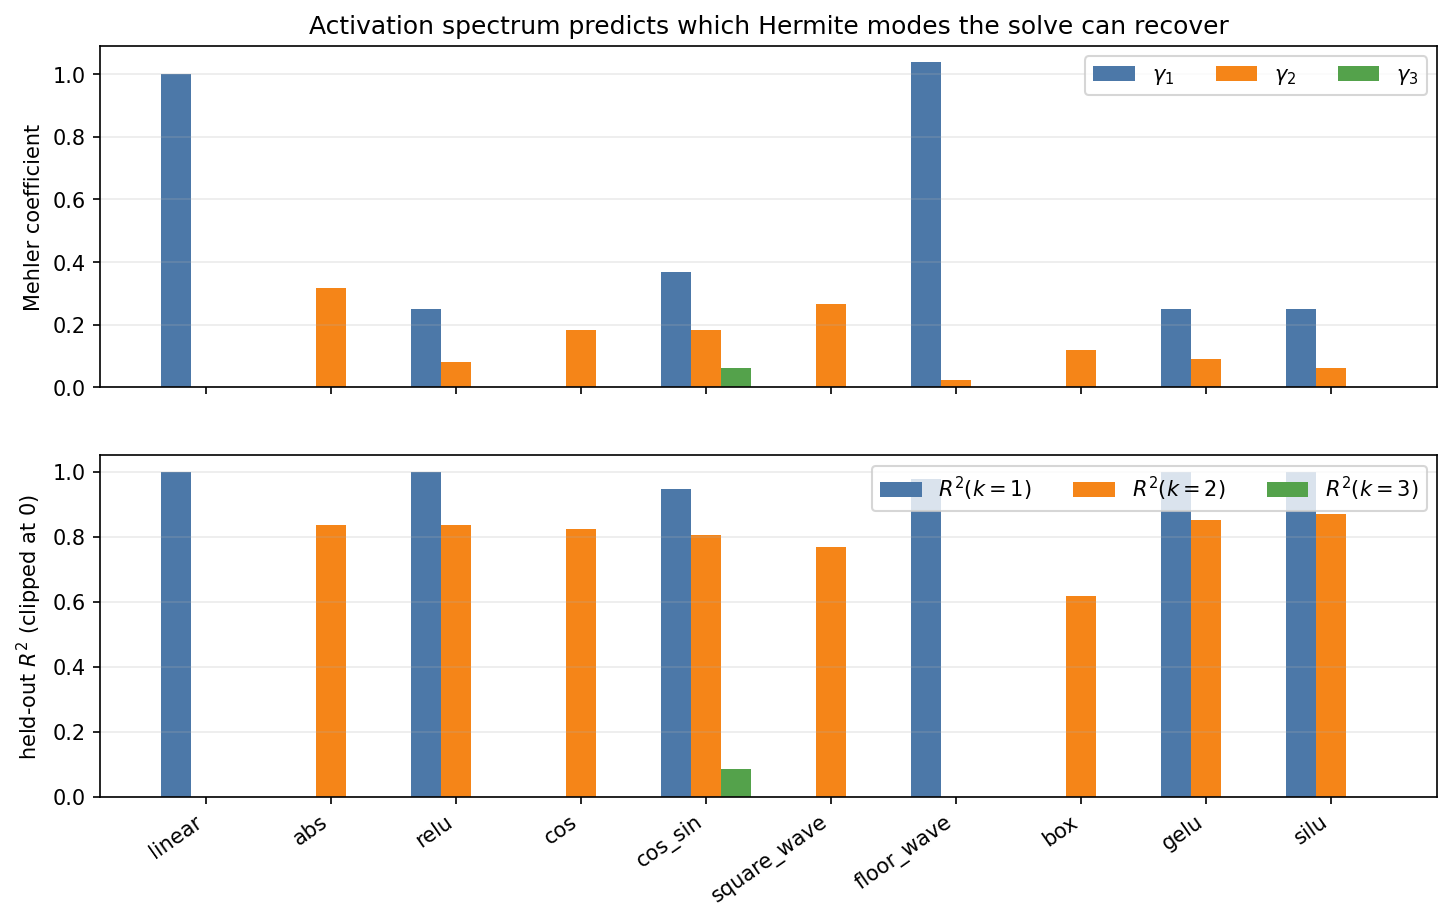 Activation spectrum predicts which Hermite modes the solve can recover
Mehler coefficient
1.0
0.8
0.6
0.4
0.2
0.0
γ₁ γ₂ γ₃
held-out R² (clipped at 0)
1.0
0.8
0.6
0.4
0.2
0.0
R²(k = 1) R²(k = 2) R²(k = 3)
linear abs relu cos cos_sin square_wave floor_wave box gelu silu